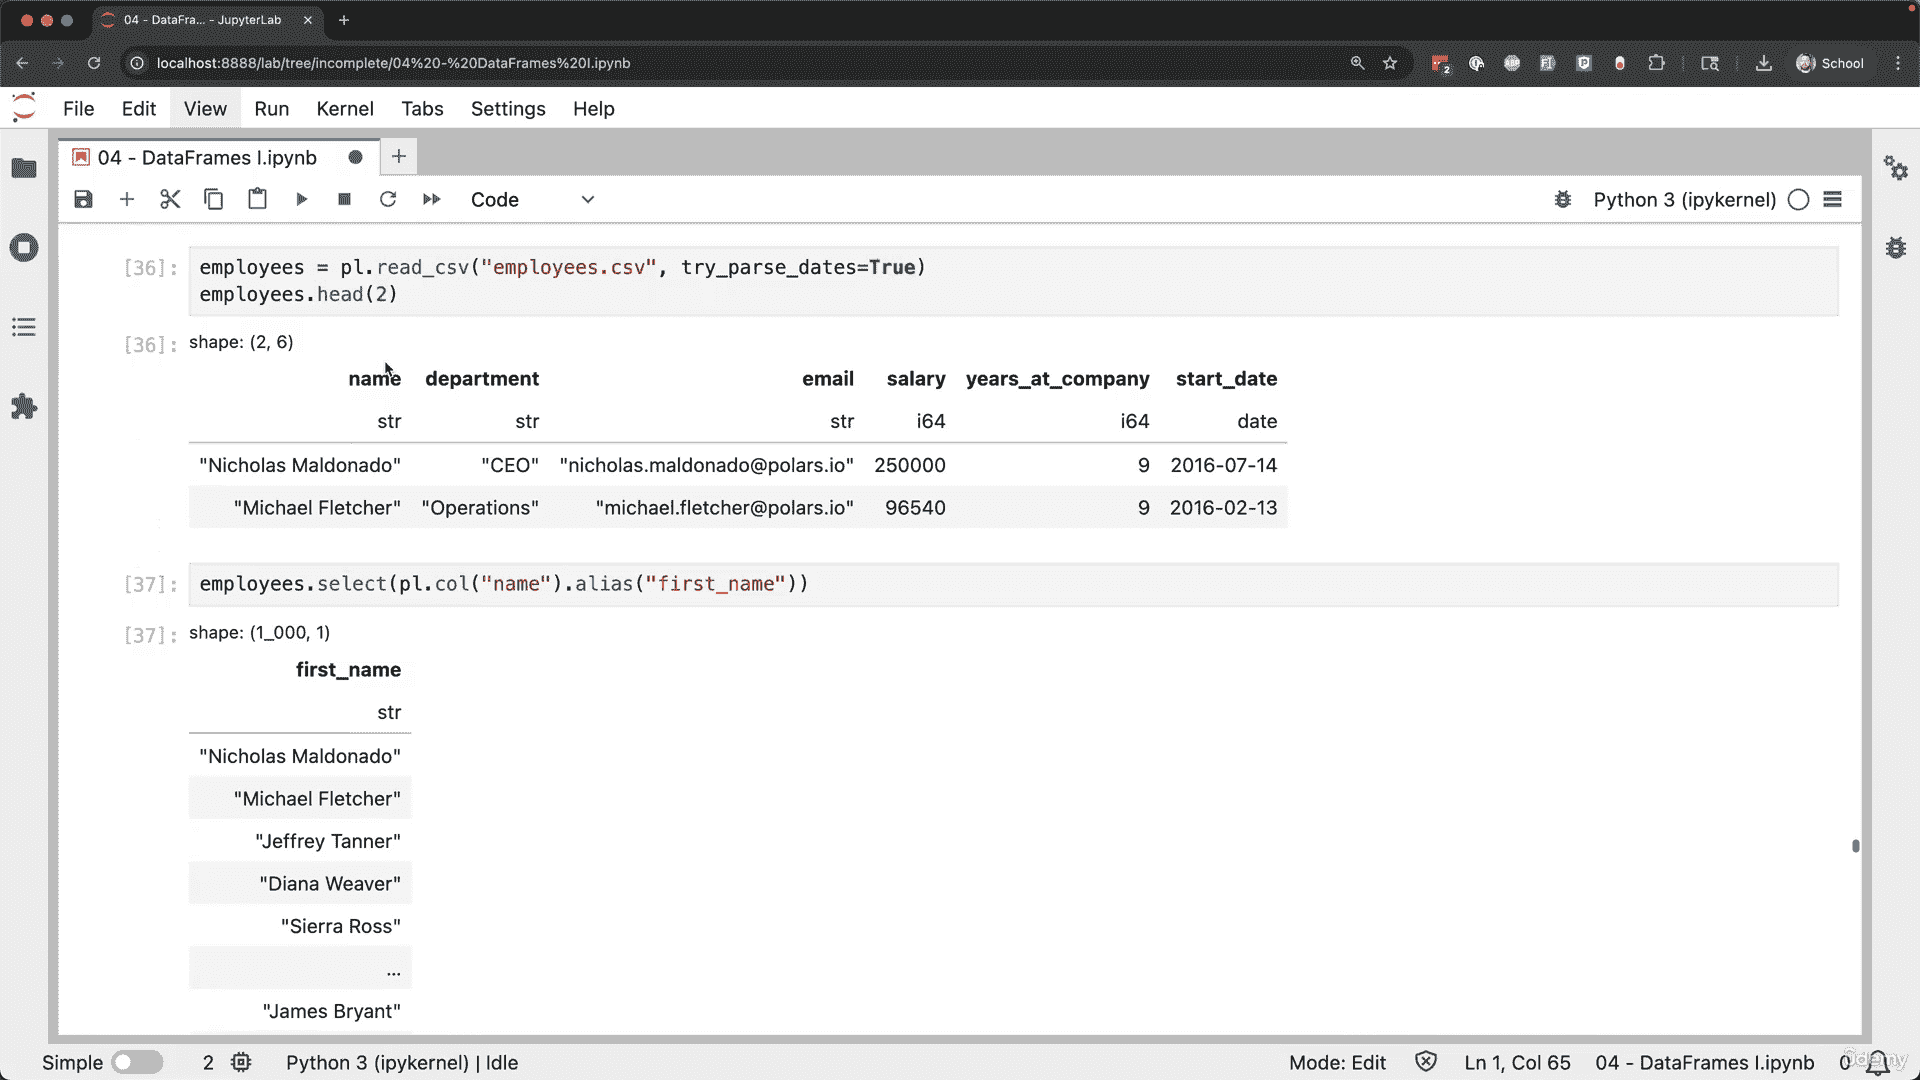 04 - DataFra... - JupyterLab
localhost:8888/lab/tree/incomplete/04%20-%20DataFrames%20I.ipynb
2
ABP
School
File Edit View Run Kernel Tabs Settings Help
04 - DataFrames I.ipynb
Code
Python 3 (ipykernel)
[36]: employees = pl.read_csv("employees.csv", try_parse_dates=True)
employees.head(2)
[36]: shape: (2, 6)
name department email salary years_at_company start_date
str str str i64 i64 date
"Nicholas Maldonado" "CEO" "nicholas.maldonado@polars.io" 250000 9 2016-07-14
"Michael Fletcher" "Operations" "michael.fletcher@polars.io" 96540 9 2016-02-13
[37]: employees.select(pl.col("name").alias("first_name"))
[37]: shape: (1_000, 1)
first_name
str
"Nicholas Maldonado"
"Michael Fletcher"
"Jeffrey Tanner"
"Diana Weaver"
"Sierra Ross"
...
"James Bryant"
Simple 2 Python 3 (ipykernel) | Idle Mode: Edit Ln 1, Col 65 04 - DataFrames I.ipynb 0
udemy